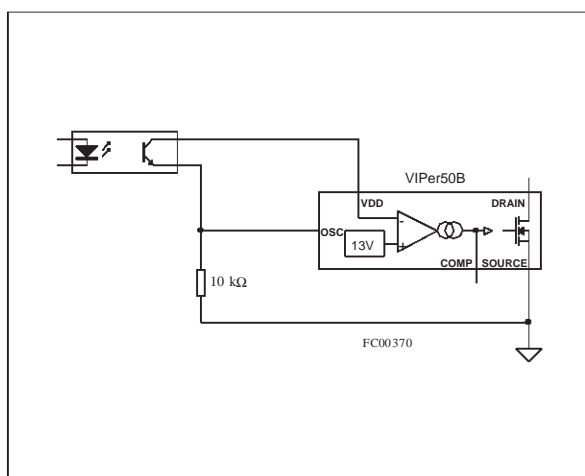 VIPer50B
VDD
DRAIN
-
OSC
13V
+
COMP SOURCE
10 kΩ
FC00370